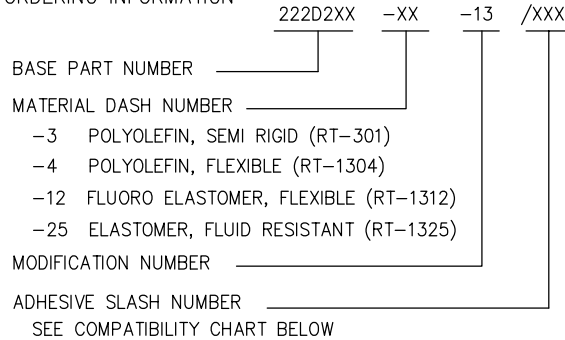 ORDERING INFORMATION
222D2XX -XX -13 /XXX
BASE PART NUMBER
MATERIAL DASH NUMBER
-3 POLYOLEFIN, SEMI RIGID (RT-301)
-4 POLYOLEFIN, FLEXIBLE (RT-1304)
-12 FLUORO ELASTOMER, FLEXIBLE (RT-1312)
-25 ELASTOMER, FLUID RESISTANT (RT-1325)
MODIFICATION NUMBER
ADHESIVE SLASH NUMBER
SEE COMPATIBILITY CHART BELOW